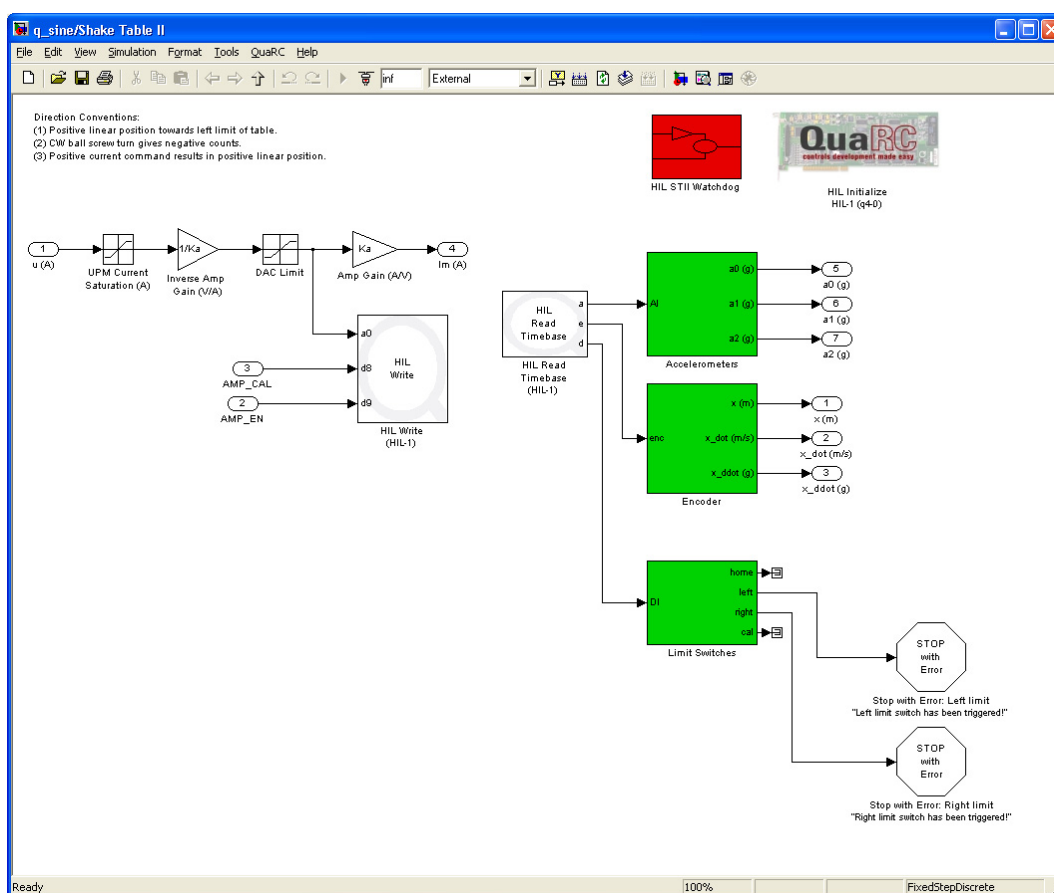 q_sine/Shake Table II
File Edit View Simulation Format Tools QuaRC Help
inf
External
Direction Conventions:
(1) Positive linear position towards left limit of table.
(2) CW ball screw turn gives negative counts.
(3) Positive current command results in positive linear position.
HIL STII Watchdog
QuaRC
controls development made easy
HIL Initialize
HIL-1 (q4-0)
1
u (A)
UPM Current
Saturation (A)
1/Ka
Inverse Amp
Gain (V/A)
DAC Limit
Ka
Amp Gain (A/V)
4
Im (A)
a0
d8
d9
HIL
Write
HIL Write
(HIL-1)
3
AMP_CAL
2
AMP_EN
HIL
Read
Timebase
a
e
d
HIL Read
Timebase
(HIL-1)
AI
a0 (g)
a1 (g)
a2 (g)
Accelerometers
5
a0 (g)
6
a1 (g)
7
a2 (g)
enc
x (m)
x_dot (m/s)
x_ddot (g)
Encoder
1
x (m)
2
x_dot (m/s)
3
x_ddot (g)
DI
home
left
right
cal
Limit Switches
STOP
with
Error
Stop with Error: Left limit
"Left limit switch has been triggered!"
STOP
with
Error
Stop with Error: Right limit
"Right limit switch has been triggered!"
Ready
100%
FixedStepDiscrete